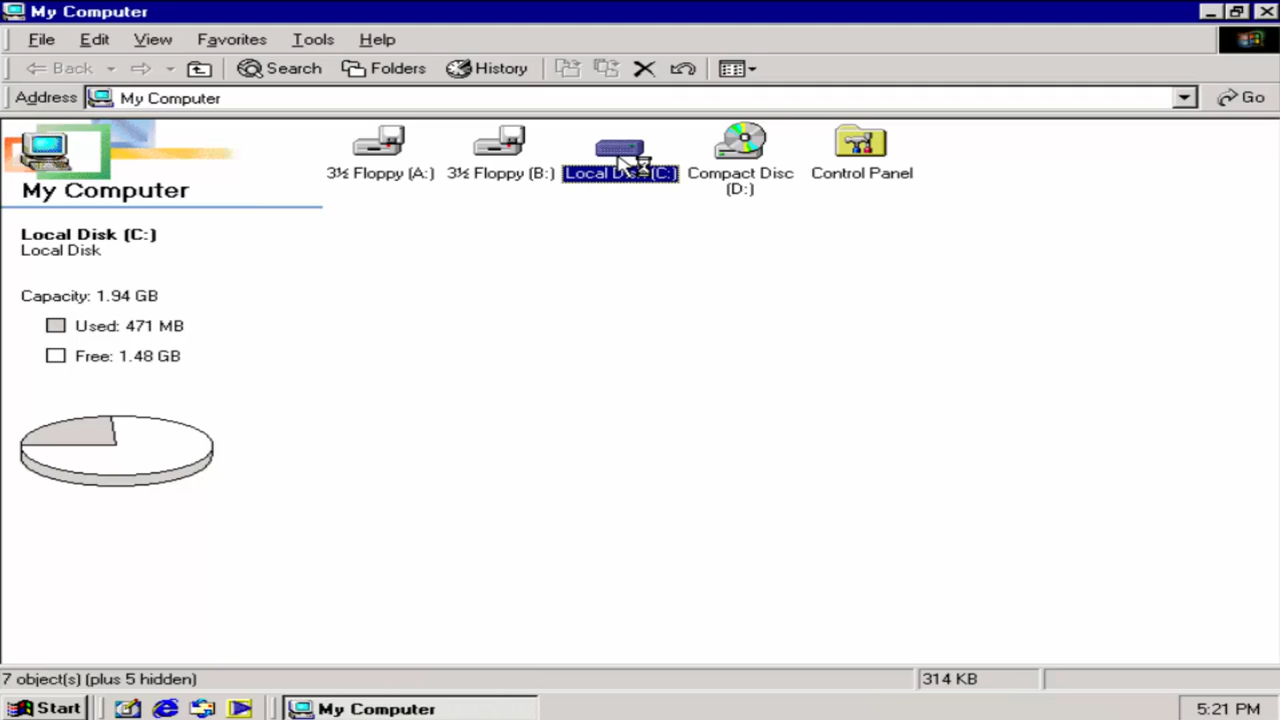 My Computer
File Edit View Favorites Tools Help
Back Search Folders History
Address My Computer Go
3½ Floppy (A:) 3½ Floppy (B:) Local Disk (C:) Compact Disc (D:) Control Panel
My Computer
Local Disk (C:)
Local Disk
Capacity: 1.94 GB
Used: 471 MB
Free: 1.48 GB
7 object(s) (plus 5 hidden) 314 KB
Start My Computer 5:21 PM